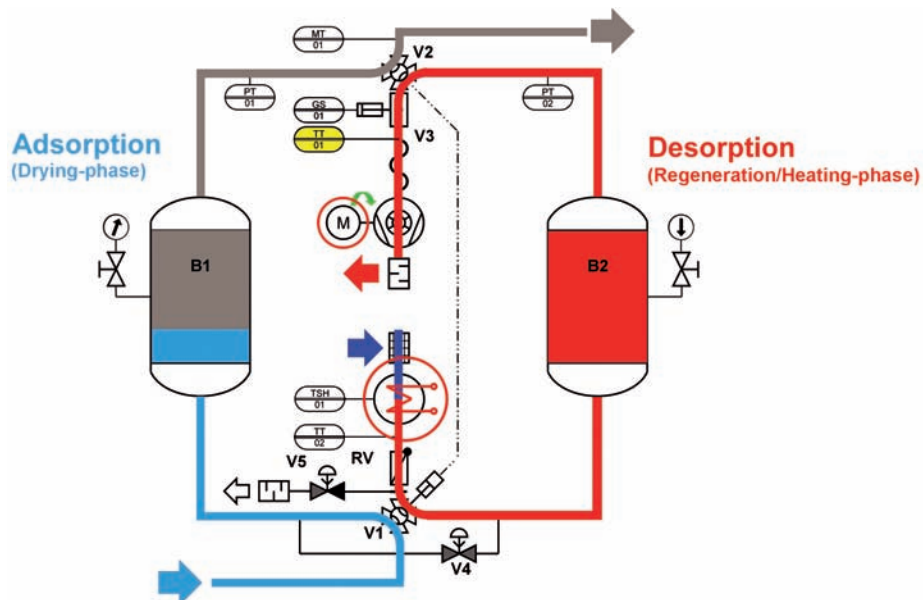 MT
01
V2
PT
01
PT
02
GS
01
V3
TT
01
Adsorption
(Drying-phase)
Desorption
(Regeneration/Heating-phase)
M
B1
B2
TSH
01
TT
02
V5
RV
V1
V4